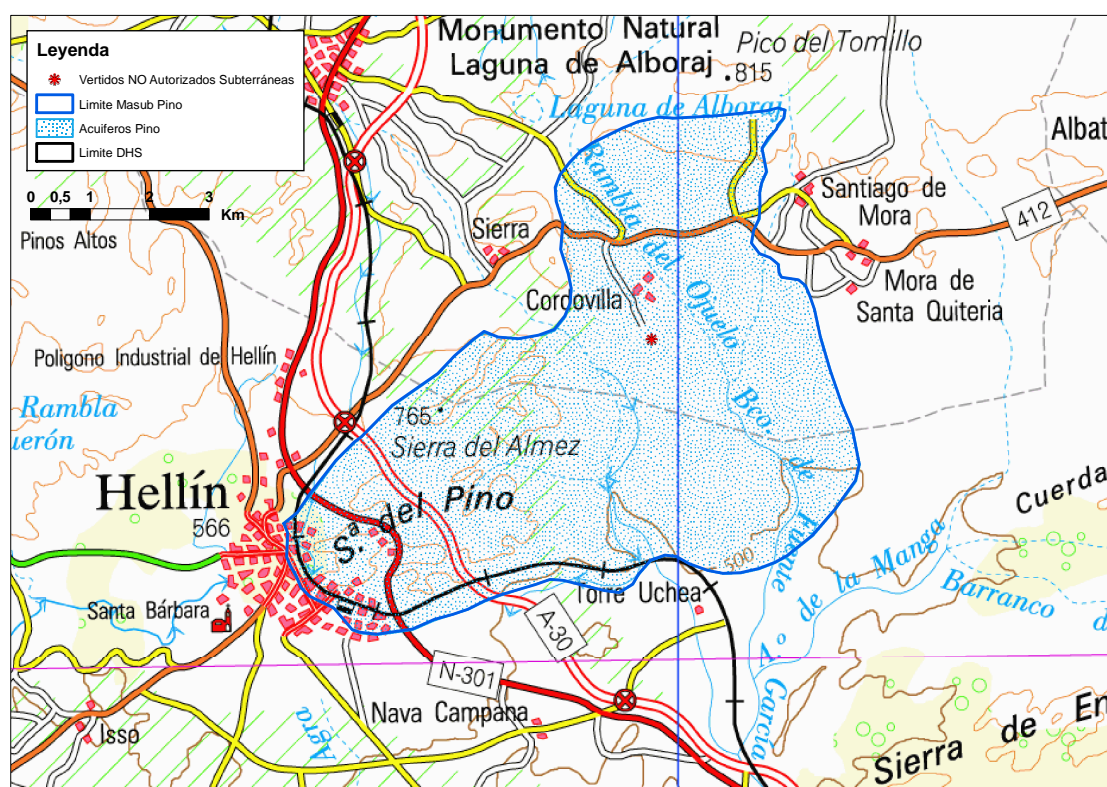 Monumento Natural
Laguna de Alboraj
Pico del Tomillo
.815
Laguna de Alboraj
Leyenda
Vertidos NO Autorizados Subterráneas
Limite Masub Pino
Acuiferos Pino
Limite DHS
0 0,5 1 2 3
Km
Albat
Pinos Altos
Sierra
Rambla del Ojuelo
Santiago de
Mora
412
Cordovilla
Mora de
Santa Quiteria
Poligono Industrial de Hellín
Rambla
uerón
765
Sierra del Almez
Bco. de Fuente García
Hellín
566
S.ª del Pino
Cuerda
500
V.º de la Manga
Barranco d
Torre Uchea
Santa Bárbara
A-30
N-301
Nava Campana
Isso
Agra
Sierra de En